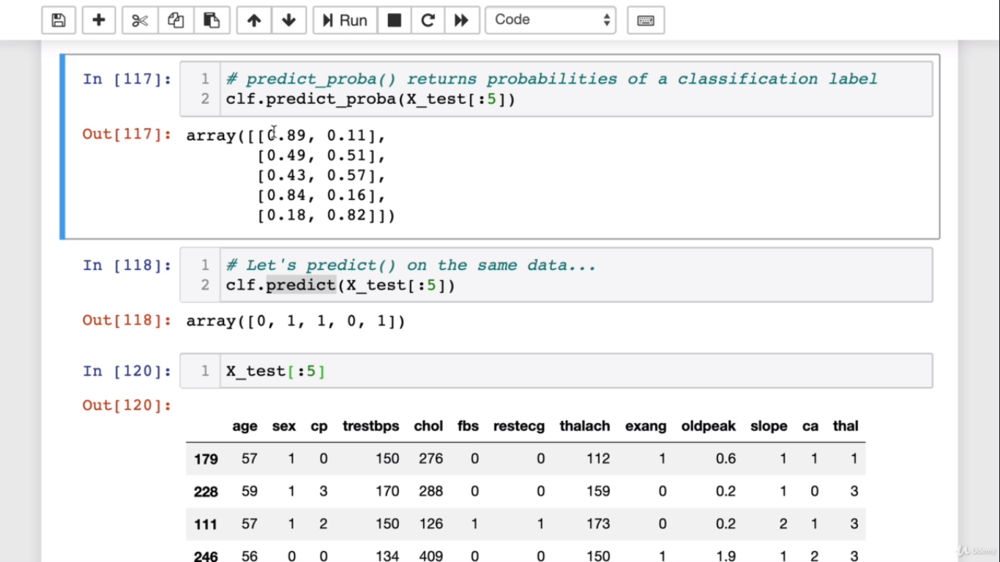 Run Code
In [117]: 1 # predict_proba() returns probabilities of a classification label
2 clf.predict_proba(X_test[:5])
Out[117]: array([[0.89, 0.11],
[0.49, 0.51],
[0.43, 0.57],
[0.84, 0.16],
[0.18, 0.82]])
In [118]: 1 # Let's predict() on the same data...
2 clf.predict(X_test[:5])
Out[118]: array([0, 1, 1, 0, 1])
In [120]: 1 X_test[:5]
Out[120]:
age sex cp trestbps chol fbs restecg thalach exang oldpeak slope ca thal
179 57 1 0 150 276 0 0 112 1 0.6 1 1 1
228 59 1 3 170 288 0 0 159 0 0.2 1 0 3
111 57 1 2 150 126 1 1 173 0 0.2 2 1 3
246 56 0 0 134 409 0 0 150 1 1.9 1 2 3
Udemy